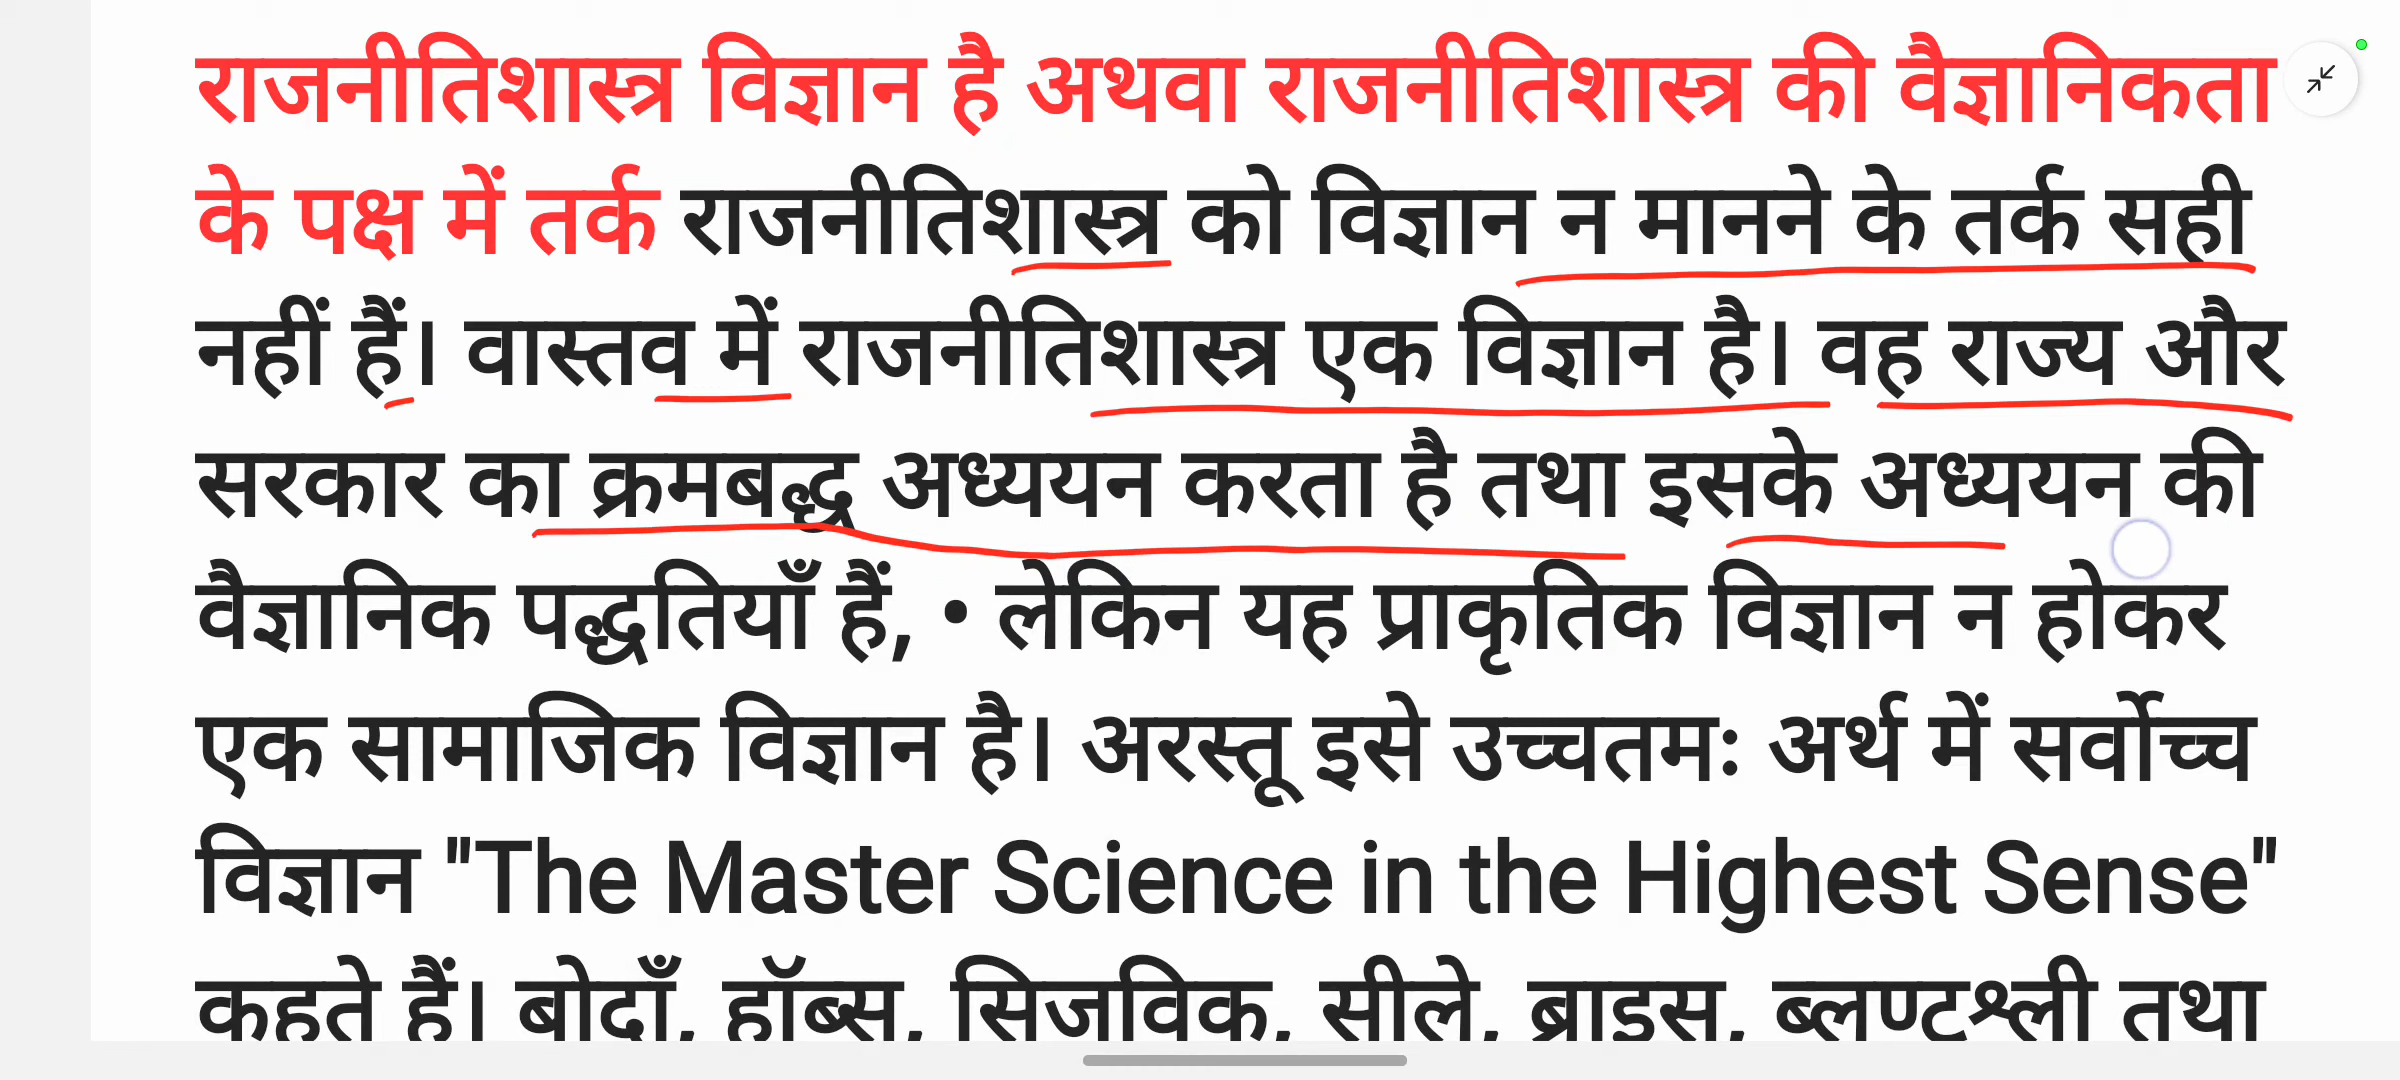 राजनीतिशास्त्र विज्ञान है अथवा राजनीतिशास्त्र की वैज्ञानिकता
के पक्ष में तर्क राजनीतिशास्त्र को विज्ञान न मानने के तर्क सही
नहीं हैं। वास्तव में राजनीतिशास्त्र एक विज्ञान है। वह राज्य और
सरकार का क्रमबद्ध अध्ययन करता है तथा इसके अध्ययन की
वैज्ञानिक पद्धतियाँ हैं, • लेकिन यह प्राकृतिक विज्ञान न होकर
एक सामाजिक विज्ञान है। अरस्तू इसे उच्चतमः अर्थ में सर्वोच्च
विज्ञान "The Master Science in the Highest Sense"
कहते हैं। बोदाँ, हॉब्स, सिजविक, सीले, ब्राइस, ब्लण्टश्ली तथा